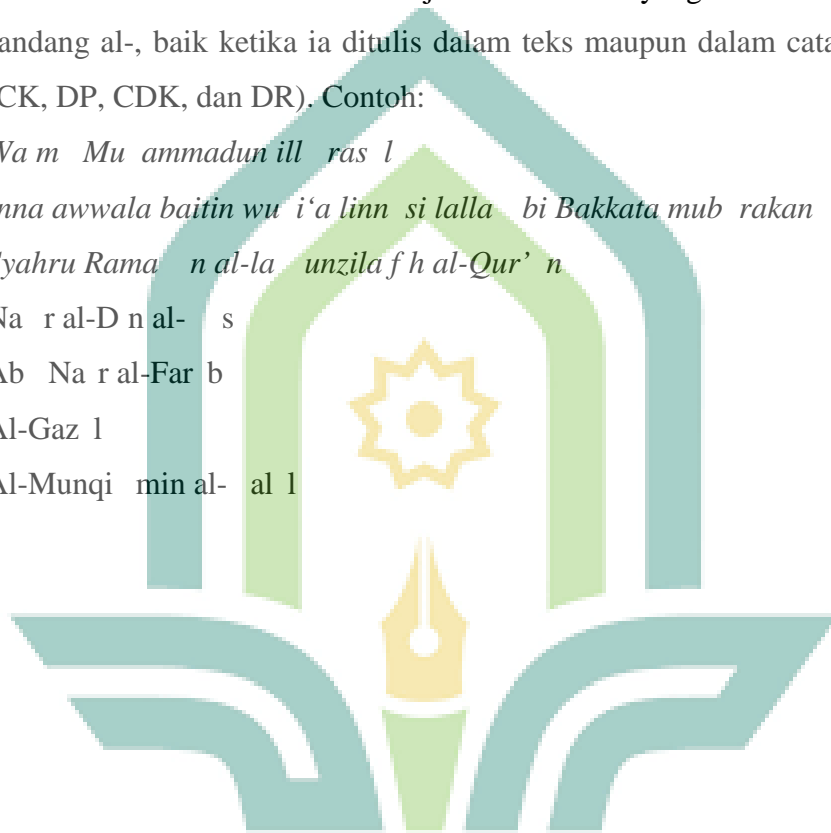 andang al-, baik ketika ia ditulis dalam teks maupun dalam cata
CK, DP, CDK, dan DR). Contoh:
Wa m Mu ammadun ill ras l
nna awwala baitin wu i‘a linn si lalla bi Bakkata mub rakan
yahru Rama n al-la unzila f h al-Qur’ n
Na r al-D n al- s
Ab Na r al-Far b
Al-Gaz l
Al-Munqi min al- al l